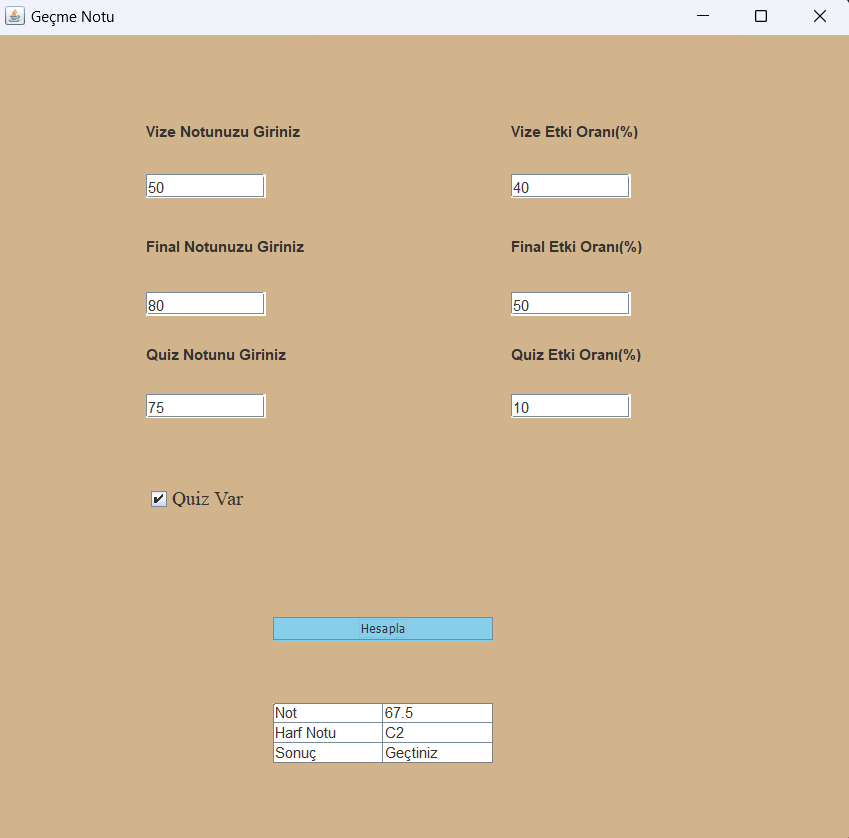 Geçme Notu
Vize Notunuzu Giriniz Vize Etki Oranı(%)
50 40
Final Notunuzu Giriniz Final Etki Oranı(%)
80 50
Quiz Notunu Giriniz Quiz Etki Oranı(%)
75 10
Quiz Var
Hesapla
Not 67.5
Harf Notu C2
Sonuç Geçtiniz